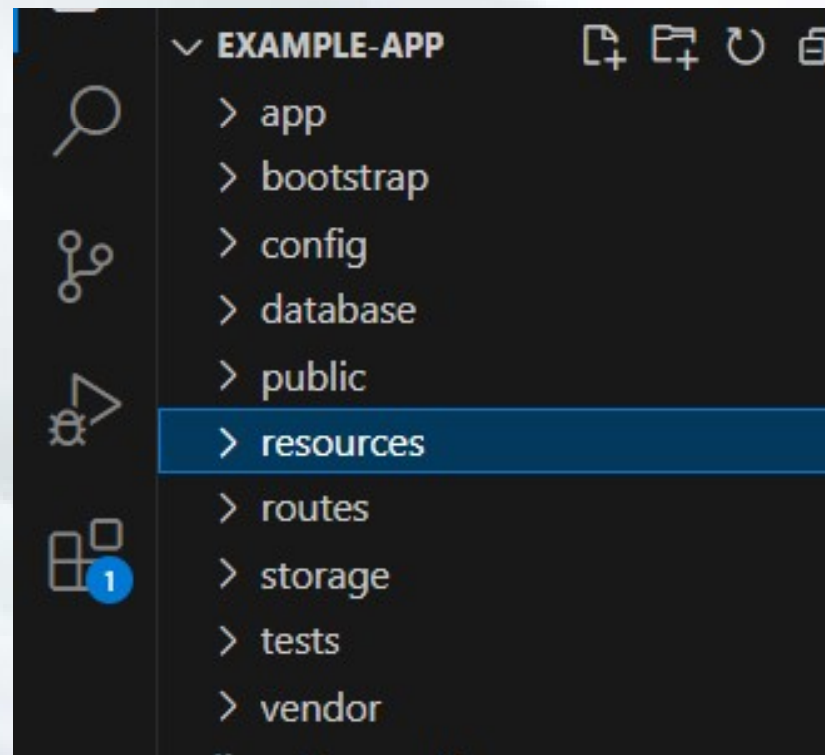 EXAMPLE-APP
app
bootstrap
config
database
public
resources
routes
storage
1
tests
vendor